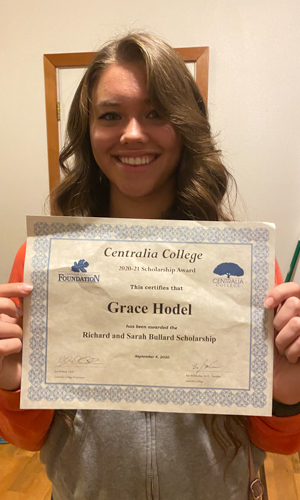 Centralia College
2020-21 Scholarship Award
FOUNDATION
CENTRALIA
COLLEGE
This certifies that
Grace Hodel
has been awarded the
Richard and Sarah Bullard Scholarship
September 4, 2020